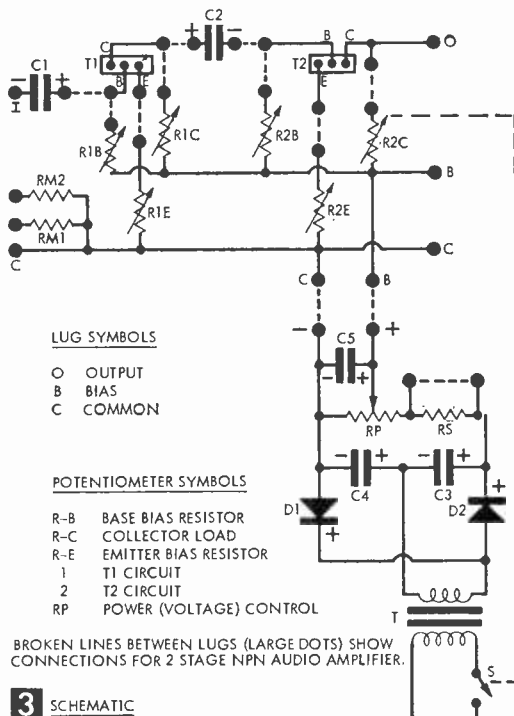 + C2 -
C B C O
- C1 + T1 T2
B E E
I
R1B R1C R2B R2C
B
RM2
R1E R2E
RM1
C C
C B
LUG SYMBOLS
- +
C5
- +
O OUTPUT
B BIAS
C COMMON
RP RS
- + - +
C4 C3
POTENTIOMETER SYMBOLS
D1 + D2
+
R-B BASE BIAS RESISTOR
R-C COLLECTOR LOAD
R-E EMITTER BIAS RESISTOR
1 T1 CIRCUIT
2 T2 CIRCUIT
RP POWER (VOLTAGE) CONTROL
T
BROKEN LINES BETWEEN LUGS (LARGE DOTS) SHOW
CONNECTIONS FOR 2 STAGE NPN AUDIO AMPLIFIER.
S
3 SCHEMATIC